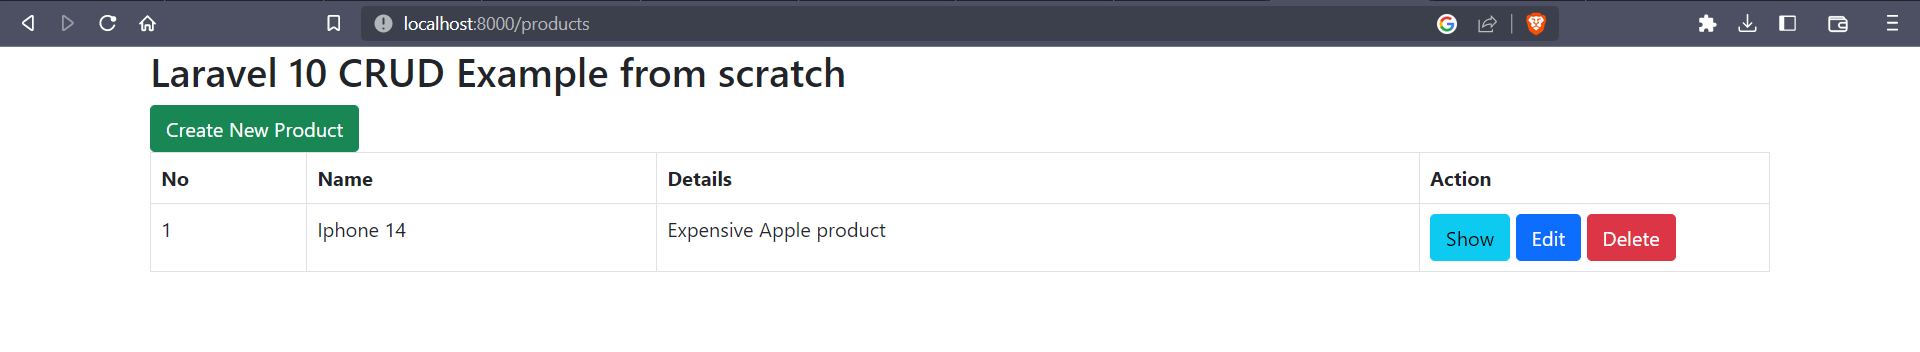 localhost:8000/products
Laravel 10 CRUD Example from scratch
Create New Product
No Name Details Action
1 Iphone 14 Expensive Apple product Show Edit Delete